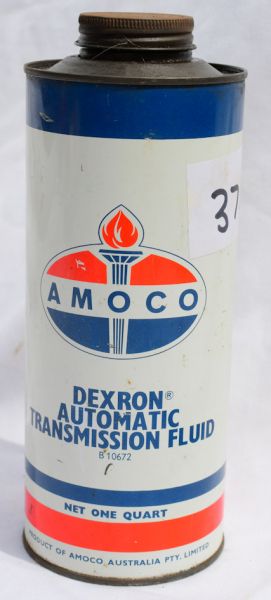 37
AMOCO
DEXRON®
AUTOMATIC
TRANSMISSION FLUID
B 10672
NET ONE QUART
PRODUCT OF AMOCO AUSTRALIA PTY. LIMITED